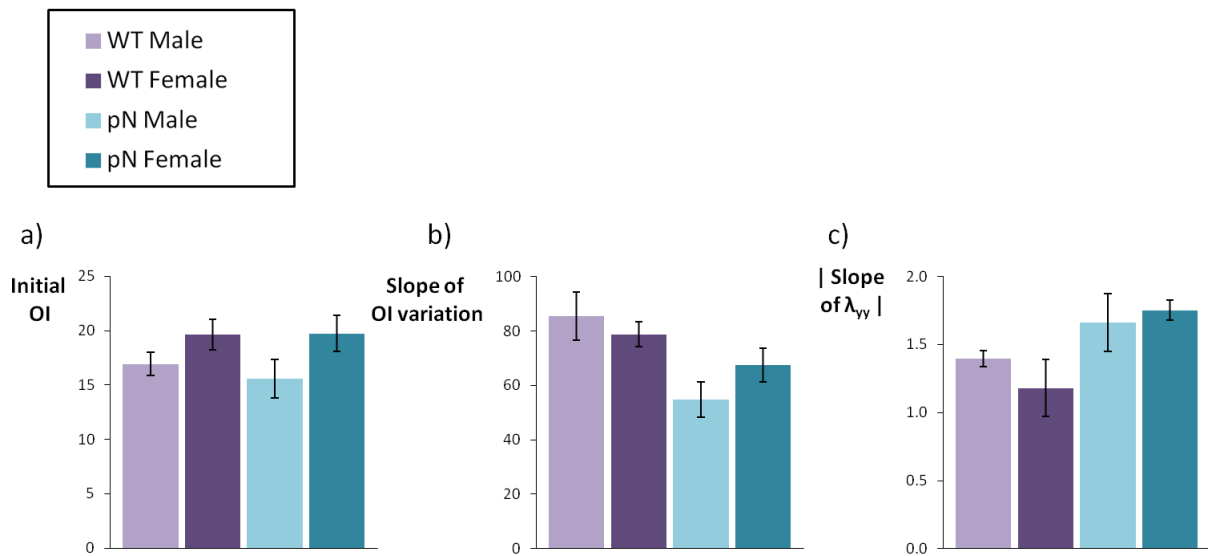 WT Male
WT Female
pN Male
pN Female
a)
Initial
OI
25
20
15
10
5
0
b)
Slope of
OI variation
100
80
60
40
20
0
c)
| Slope
of λyy |
2.0
1.5
1.0
0.5
0.0